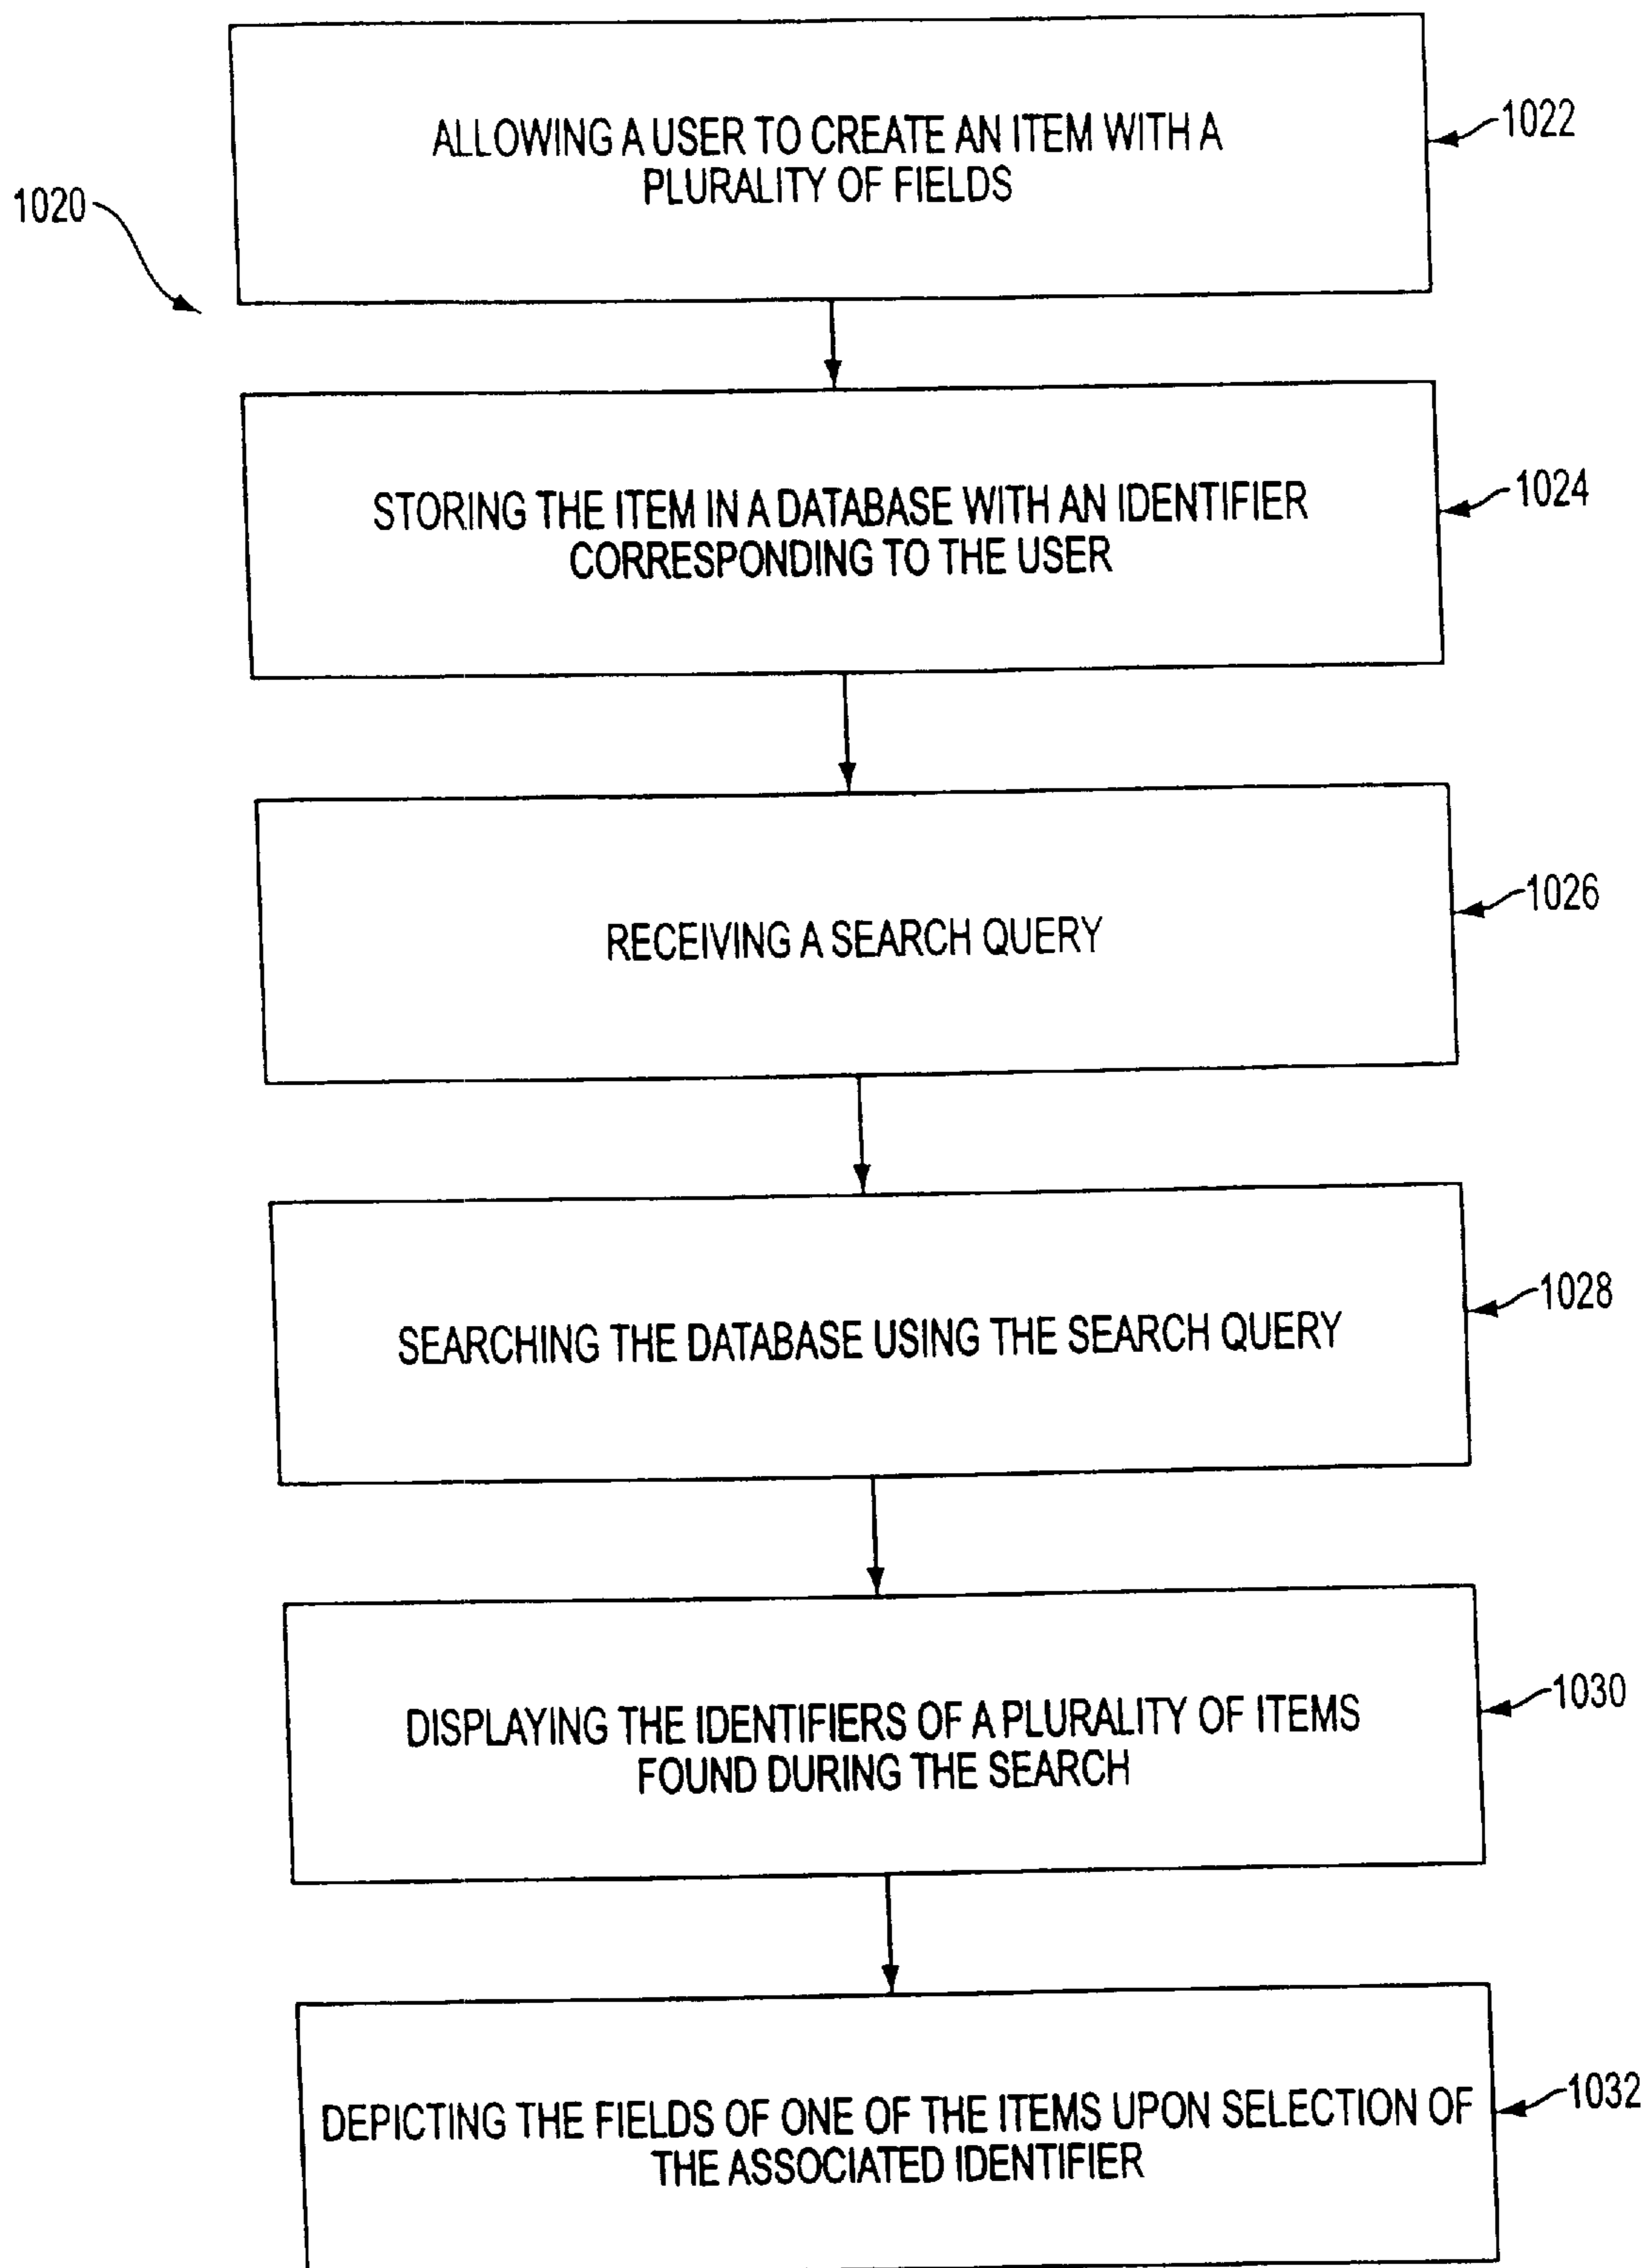 ALLOWING A USER TO CREATE AN ITEM WITH A
PLURALITY OF FIELDS
1022
1020
STORING THE ITEM IN A DATABASE WITH AN IDENTIFIER
CORRESPONDING TO THE USER
1024
RECEIVING A SEARCH QUERY
1026
SEARCHING THE DATABASE USING THE SEARCH QUERY
1028
DISPLAYING THE IDENTIFIERS OF A PLURALITY OF ITEMS
FOUND DURING THE SEARCH
1030
DEPICTING THE FIELDS OF ONE OF THE ITEMS UPON SELECTION OF
THE ASSOCIATED IDENTIFIER
1032